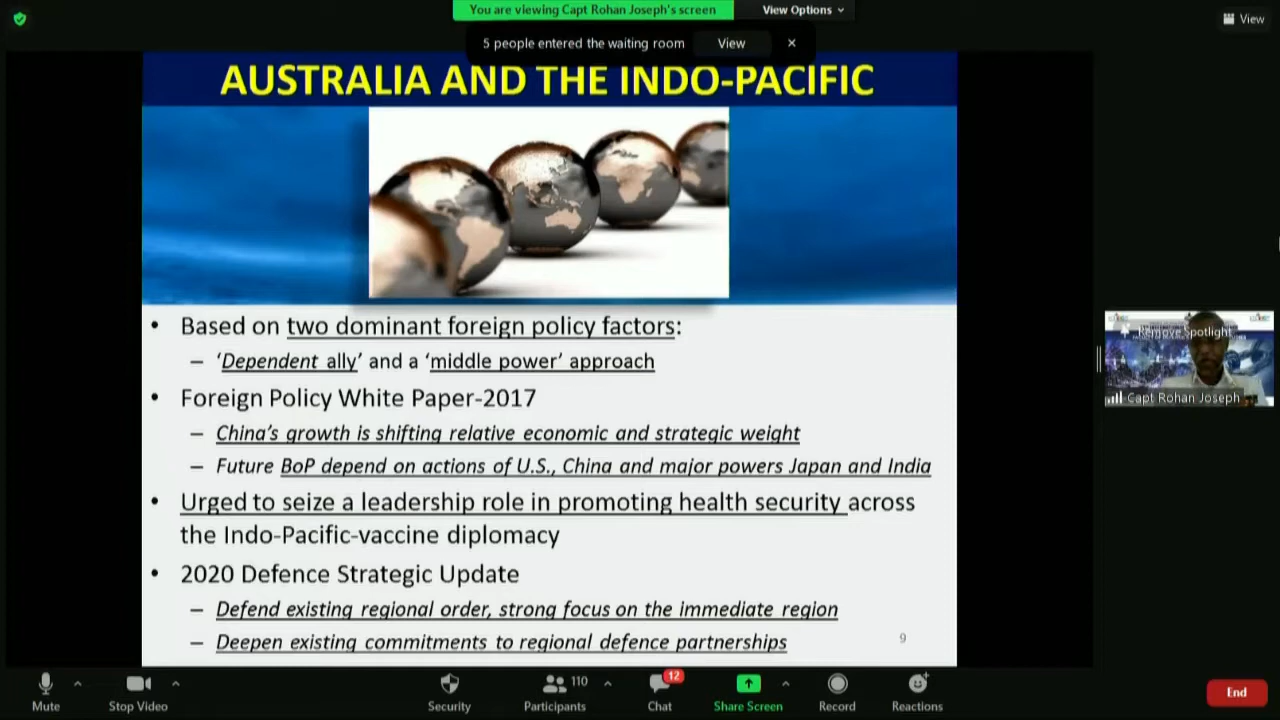 You are viewing Capt Rohan Joseph's screen
View Options
View
5 people entered the waiting room
View
AUSTRALIA AND THE INDO-PACIFIC
• Based on two dominant foreign policy factors:
– ‘Dependent ally’ and a ‘middle power’ approach
• Foreign Policy White Paper-2017
– China’s growth is shifting relative economic and strategic weight
– Future BoP depend on actions of U.S., China and major powers Japan and India
• Urged to seize a leadership role in promoting health security across
the Indo-Pacific-vaccine diplomacy
• 2020 Defence Strategic Update
– Defend existing regional order, strong focus on the immediate region
– Deepen existing commitments to regional defence partnerships
9
Remove Spotlight
Capt Rohan Joseph
110
12
Mute
Stop Video
Security
Participants
Chat
Share Screen
Record
Reactions
End